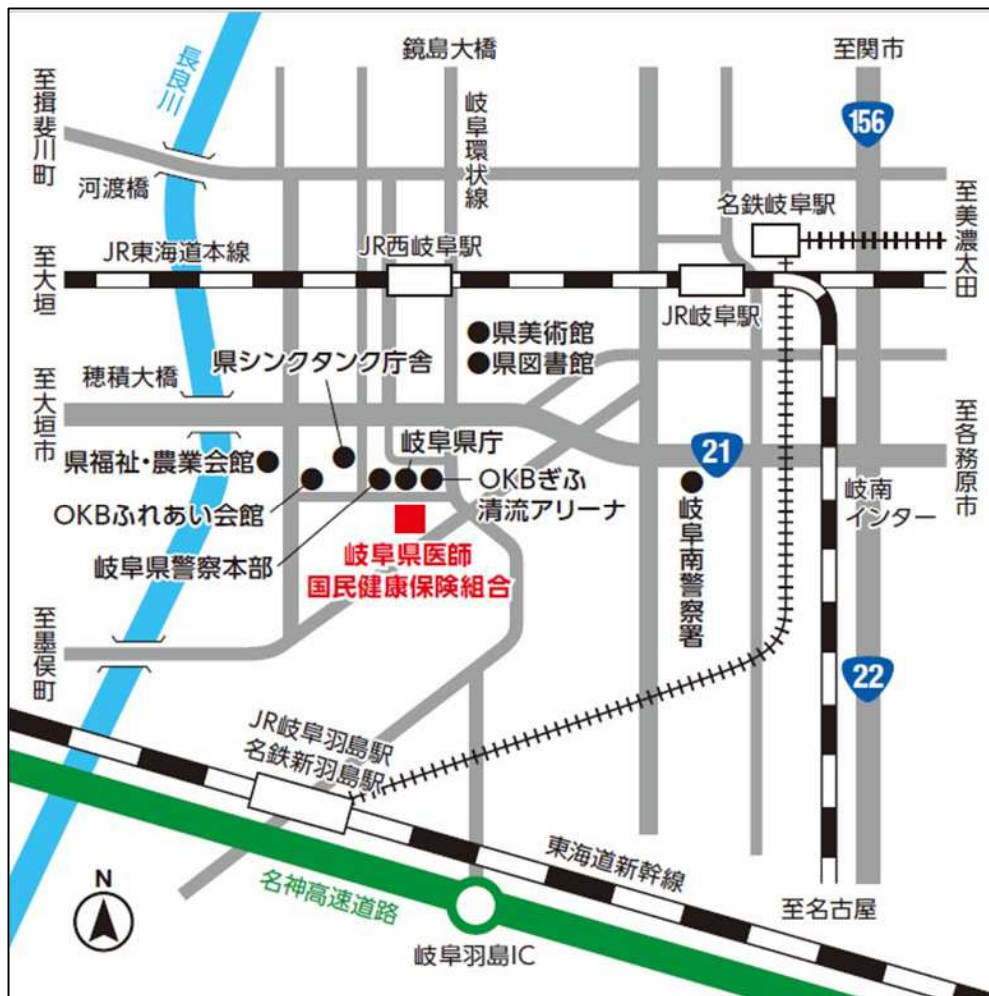 鏡島大橋
至関市
至揖斐川町
長良川
岐阜環状線
156
河渡橋
名鉄岐阜駅
至美濃太田
至大垣
JR東海道本線
JR西岐阜駅
JR岐阜駅
県美術館
県図書館
県シンクタンク庁舎
穂積大橋
至大垣市
至各務原市
岐阜県庁
21
県福祉・農業会館
OKBぎふ
清流アリーナ
岐南
インター
OKBふれあい会館
岐阜南警察署
岐阜県警察本部
岐阜県医師
国民健康保険組合
至墨俣町
22
JR岐阜羽島駅
名鉄新羽島駅
東海道新幹線
名神高速道路
N
至名古屋
岐阜羽島IC